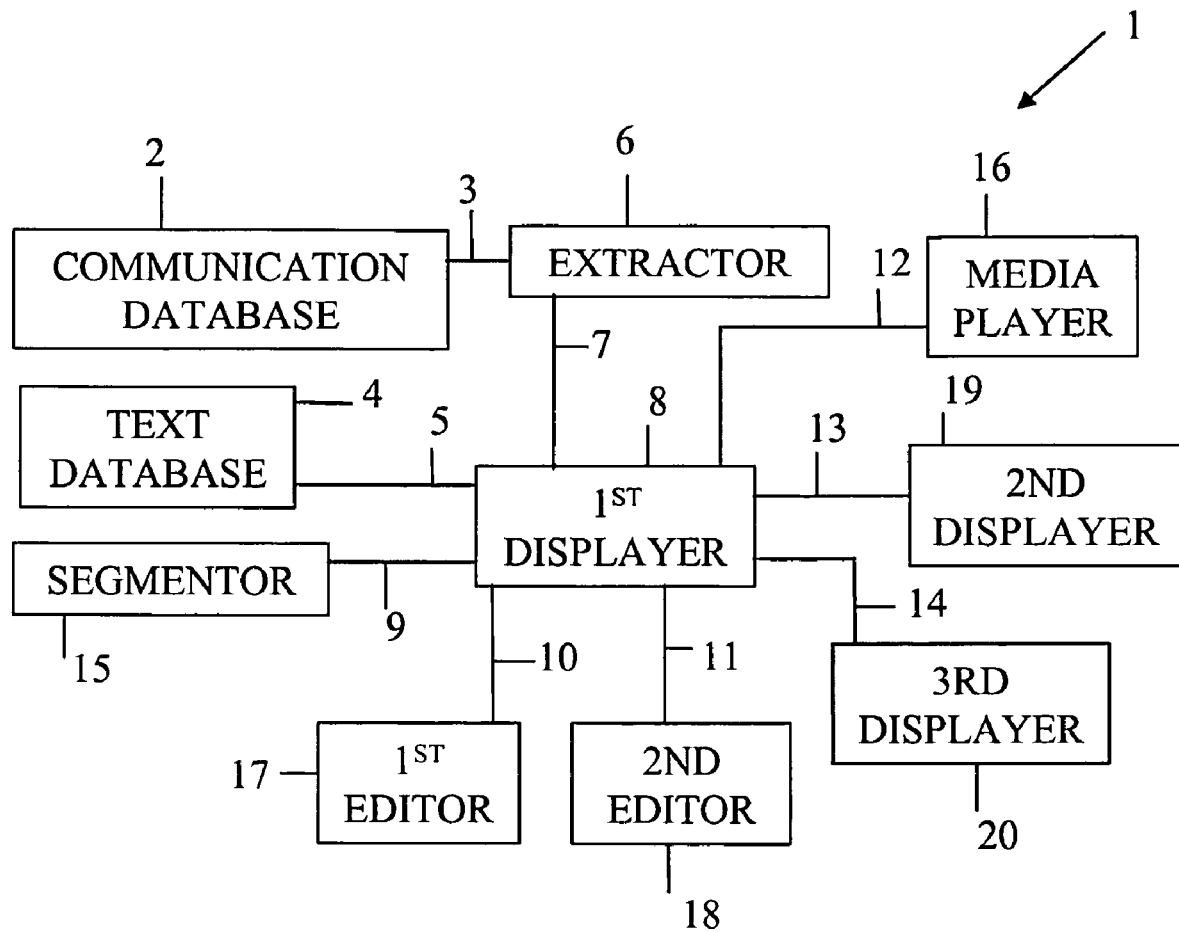 1
2
3
6
16
COMMUNICATION
DATABASE
EXTRACTOR
12
MEDIA
PLAYER
7
4
TEXT
DATABASE
5
8
19
13
1ST
DISPLAYER
2ND
DISPLAYER
SEGMENTOR
9
14
15
10
11
3RD
DISPLAYER
17
1ST
EDITOR
2ND
EDITOR
20
18